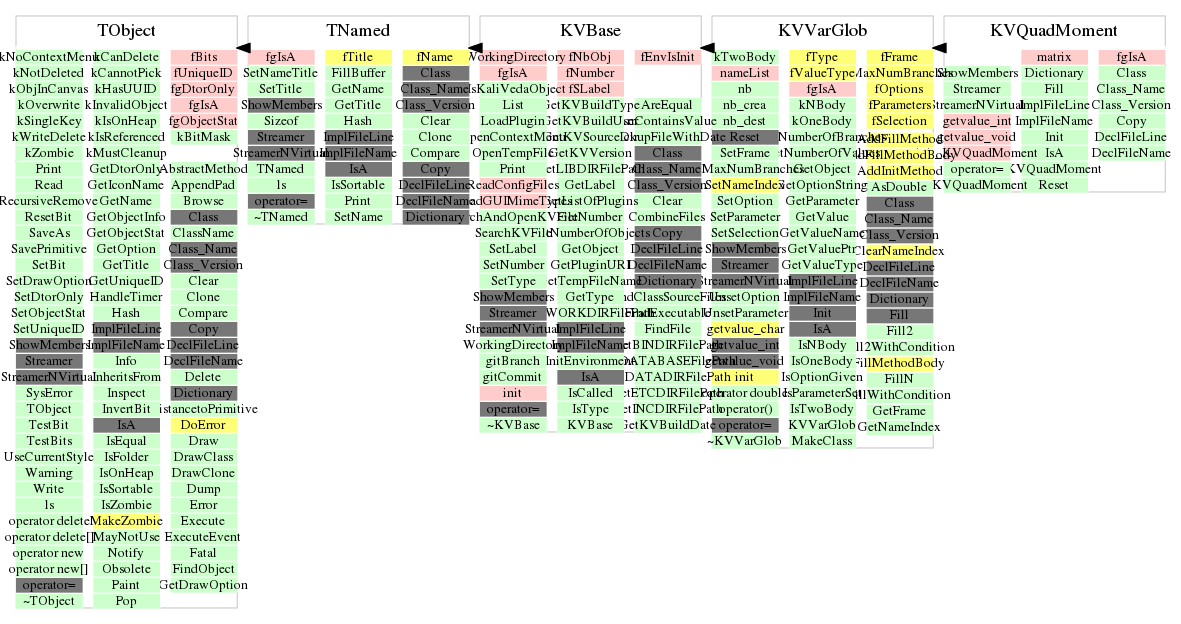 TObject
kNoContextMenu
kNotDeleted
kObjInCanvas
kOverwrite
kSingleKey
kWriteDelete
kZombie
Print
Read
RecursiveRemove
ResetBit
SaveAs
SavePrimitive
SetBit
SetDrawOption
SetDtorOnly
SetObjectStat
SetUniqueID
ShowMembers
Streamer
StreamerNVirtual
SysError
TObject
TestBit
TestBits
UseCurrentStyle
Warning
Write
ls
operator delete
operator delete[]
operator new
operator new[]
operator=
~TObject
kCanDelete
kCannotPick
kHasUUID
kInvalidObject
kIsOnHeap
kIsReferenced
kMustCleanup
GetDtorOnly
GetIconName
GetName
GetObjectInfo
GetObjectStat
GetOption
GetTitle
GetUniqueID
HandleTimer
Hash
ImplFileLine
ImplFileName
Info
InheritsFrom
Inspect
InvertBit
IsA
IsEqual
IsFolder
IsOnHeap
IsSortable
IsZombie
MakeZombie
MayNotUse
Notify
Obsolete
Paint
Pop
fBits
fUniqueID
fgDtorOnly
fgIsA
fgObjectStat
kBitMask
AbstractMethod
AppendPad
Browse
Class
ClassName
Class_Name
Class_Version
Clear
Clone
Compare
Copy
DeclFileLine
DeclFileName
Delete
Dictionary
DistancetoPrimitive
DoError
Draw
DrawClass
DrawClone
Dump
Error
Execute
ExecuteEvent
Fatal
FindObject
GetDrawOption
TNamed
fgIsA
SetNameTitle
SetTitle
ShowMembers
Sizeof
Streamer
StreamerNVirtual
TNamed
ls
operator=
~TNamed
fTitle
FillBuffer
GetName
GetTitle
Hash
ImplFileLine
ImplFileName
IsA
IsSortable
Print
SetName
fName
Class
Class_Name
Class_Version
Clear
Clone
Compare
Copy
DeclFileLine
DeclFileName
Dictionary
KVBase
WorkingDirectory
fgIsA
IsKaliVedaObject
List
LoadPlugin
OpenContextMenu
OpenTempFile
Print
ReadConfigFiles
SearchKVFile
SetLabel
SetNumber
SetType
ShowMembers
Streamer
StreamerNVirtual
WorkingDirectory
gitBranch
gitCommit
init
operator=
~KVBase
fNbObj
fNumber
fSLabel
GetKVBuildType
GetKVBuildUser
GetKVSourceDir
GetKVVersion
GetLIBDIRFilePath
GetLabel
GetListOfPlugins
GetNumber
GetNumberOfObjects
GetObject
GetPluginURI
GetTempFileName
GetType
GetWORKDIRFilePath
ImplFileLine
ImplFileName
InitEnvironment
IsA
IsCalled
IsType
KVBase
fEnvIsInit
AreEqual
BackupFileWithDate
Class
Class_Name
Class_Version
Clear
CombineFiles
Copy
DeclFileLine
DeclFileName
Dictionary
FindClassSourceFiles
FindExecutable
FindFile
GetBINDIRFilePath
GetDATABASEFilePath
GetDATADIRFilePath
GetETCDIRFilePath
GetINCDIRFilePath
GetKVBuildDate
KVVarGlob
kTwoBody
nameList
nb
nb_crea
nb_dest
Reset
SetFrame
SetMaxNumBranches
SetNameIndex
SetOption
SetParameter
SetSelection
ShowMembers
Streamer
StreamerNVirtual
UnsetOption
UnsetParameter
getvalue_char
getvalue_int
getvalue_void
init
operator double
operator()
operator=
~KVVarGlob
fType
fValueType
fgIsA
kNBody
kOneBody
GetNumberOfBranches
GetNumberOfValues
GetObject
GetOptionString
GetParameter
GetValue
GetValueName
GetValuePtr
GetValueType
ImplFileLine
ImplFileName
Init
IsA
IsNBody
IsOneBody
IsOptionGiven
IsParameterSet
IsTwoBody
KVVarGlob
MakeClass
fFrame
fMaxNumBranches
fOptions
fParameters
fSelection
AddFillMethod
AddFillMethodBody
AddInitMethod
AsDouble
Class
Class_Name
Class_Version
ClearNameIndex
DeclFileLine
DeclFileName
Dictionary
Fill
Fill2
Fill2WithCondition
FillMethodBody
FillN
FillWithCondition
GetFrame
GetNameIndex
KVQuadMoment
ShowMembers
Streamer
StreamerNVirtual
getvalue_int
getvalue_void
~KVQuadMoment
operator=
KVQuadMoment
matrix
Dictionary
Fill
ImplFileLine
ImplFileName
Init
IsA
KVQuadMoment
Reset
fgIsA
Class
Class_Name
Class_Version
Copy
DeclFileLine
DeclFileName